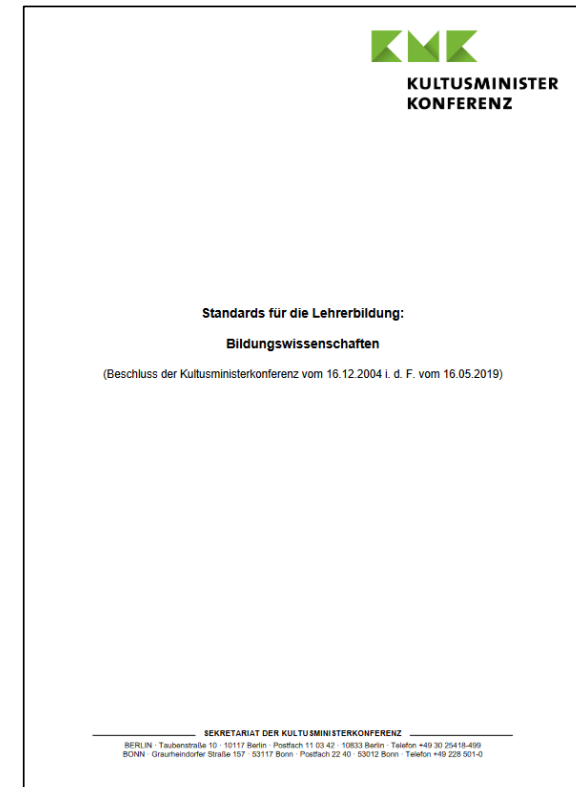 KMK
KULTUSMINISTER
KONFERENZ
Standards für die Lehrerbildung:
Bildungswissenschaften
(Beschluss der Kultusministerkonferenz vom 16.12.2004 i. d. F. vom 16.05.2019)
SEKRETARIAT DER KULTUSMINISTERKONFERENZ
BERLIN · Taubenstraße 10 · 10117 Berlin · Postfach 11 03 42 · 10833 Berlin · Telefon +49 30 25418-499
BONN · Graurheindorfer Straße 157 · 53117 Bonn · Postfach 22 40 · 53012 Bonn · Telefon +49 228 501-0